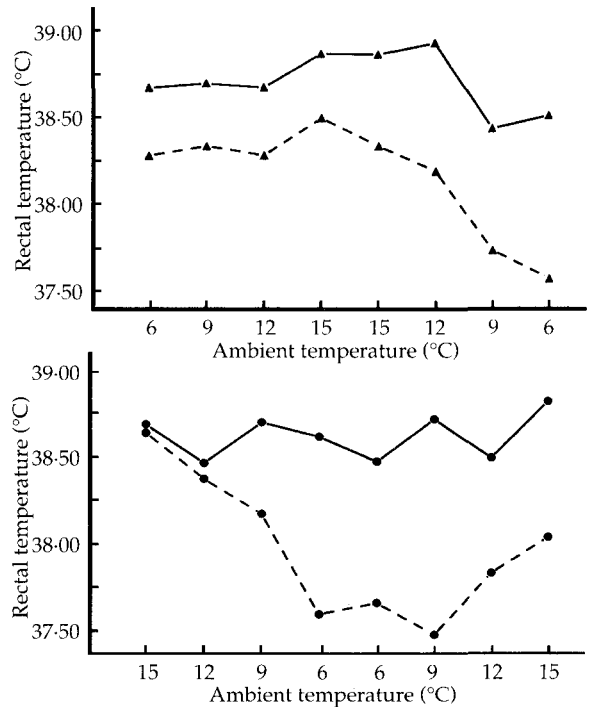 39·00
38·50
38·00
37·50
Rectal temperature (°C)
6 9 12 15 15 12 9 6
Ambient temperature (°C)
39·00
38·50
38·00
37·50
Rectal temperature (°C)
15 12 9 6 6 9 12 15
Ambient temperature (°C)